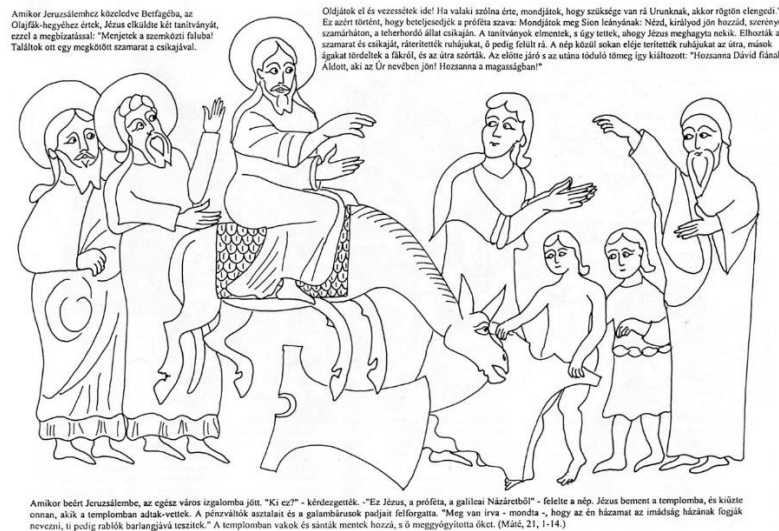 Amikor Jeruzsálemhez közeledve Betfagéba, az
Olajfák-hegyéhez értek, Jézus elküldte két tanítványát,
ezzel a megbizatással: "Menjetek a szemközti faluba!
Találtok ott egy megkötött szamarat a csikajával.
Oldjátok el és vezessétek ide! Ha valaki szólna érte, mondjátok, hogy szüksége van rá Urunknak, akkor rögtön elengedi."
Ez azért történt, hogy beteljesedjék a próféta szava: Mondjátok meg Sion leányának: Nézd, királyod jön hozzád, szerény,
szamárháton, a teherhordó állat csikaján. A tanítványok elmentek, s úgy tettek, ahogy Jézus meghagyta nekik. Elhozták a
szamarat és csikaját, ráterítették ruhájukat, ő pedig felült rá. A nép közül sokan eléje terítették ruhájukat az útra, mások
ágakat tördeltek a fákról, és az útra szórták. Az előtte járó s az utána tóduló tömeg így kiáltozott: "Hozsanna Dávid fiának!
Áldott, aki az Úr nevében jön! Hozsanna a magasságban!"
Amikor beért Jeruzsálembe, az egész város izgalomba jött. "Ki ez?" - kérdezgették. -"Ez Jézus, a próféta, a galileai Názáretből" - felelte a nép. Jézus bement a templomba, és kiűzte
onnan, akik a templomban adtak-vettek. A pénzváltók asztalait és a galambárusok padjait felforgatta. "Meg van írva - mondta -, hogy az én házamat az imádság házának fogják
nevezni, ti pedig rablók barlangjává teszitek." A templomban vakok és sánták mentek hozzá, s ő meggyógyította őket. (Máté, 21, 1-14.)